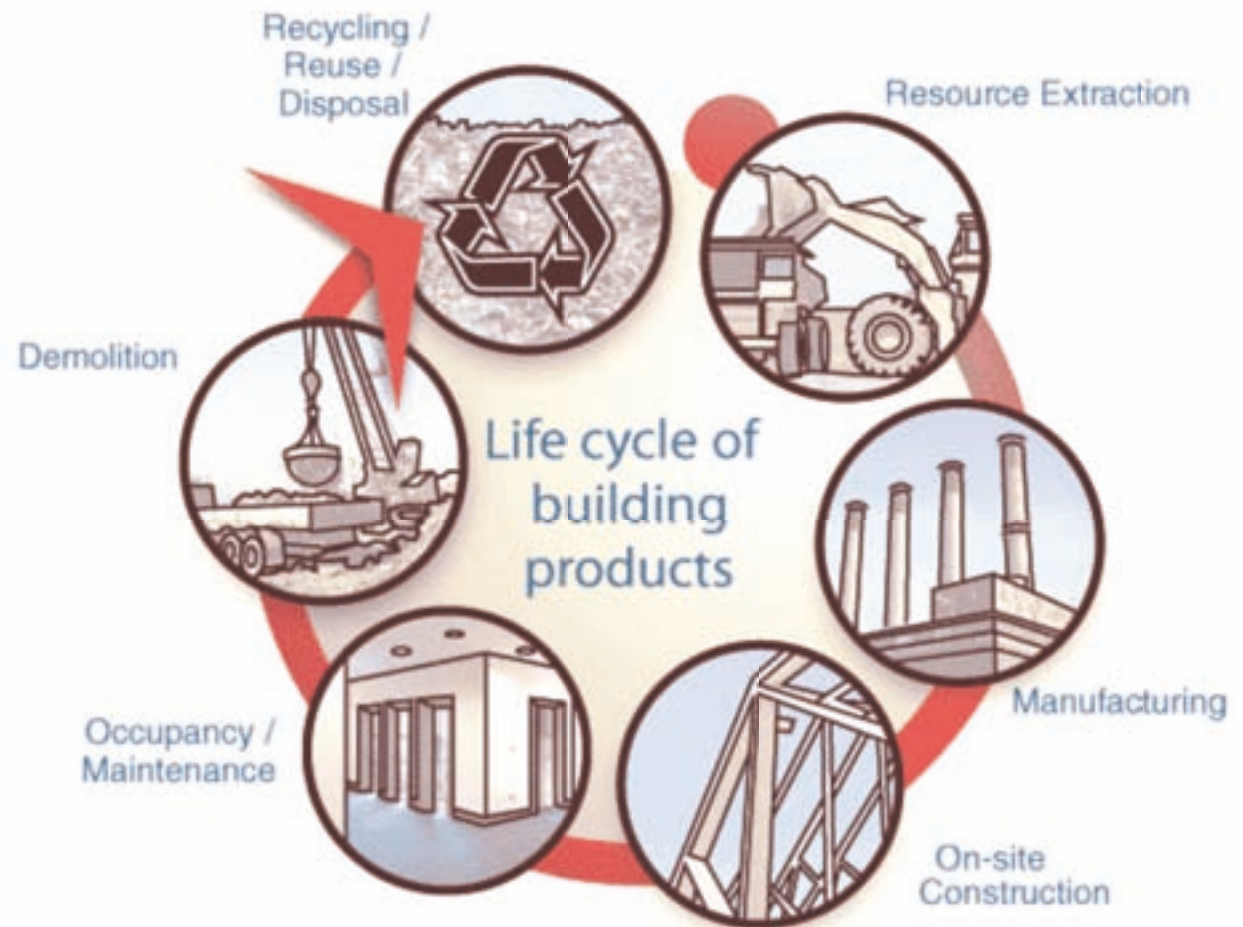 Recycling /
Reuse /
Disposal
Resource Extraction
Demolition
Life cycle of
building
products
Manufacturing
Occupancy /
Maintenance
On-site
Construction